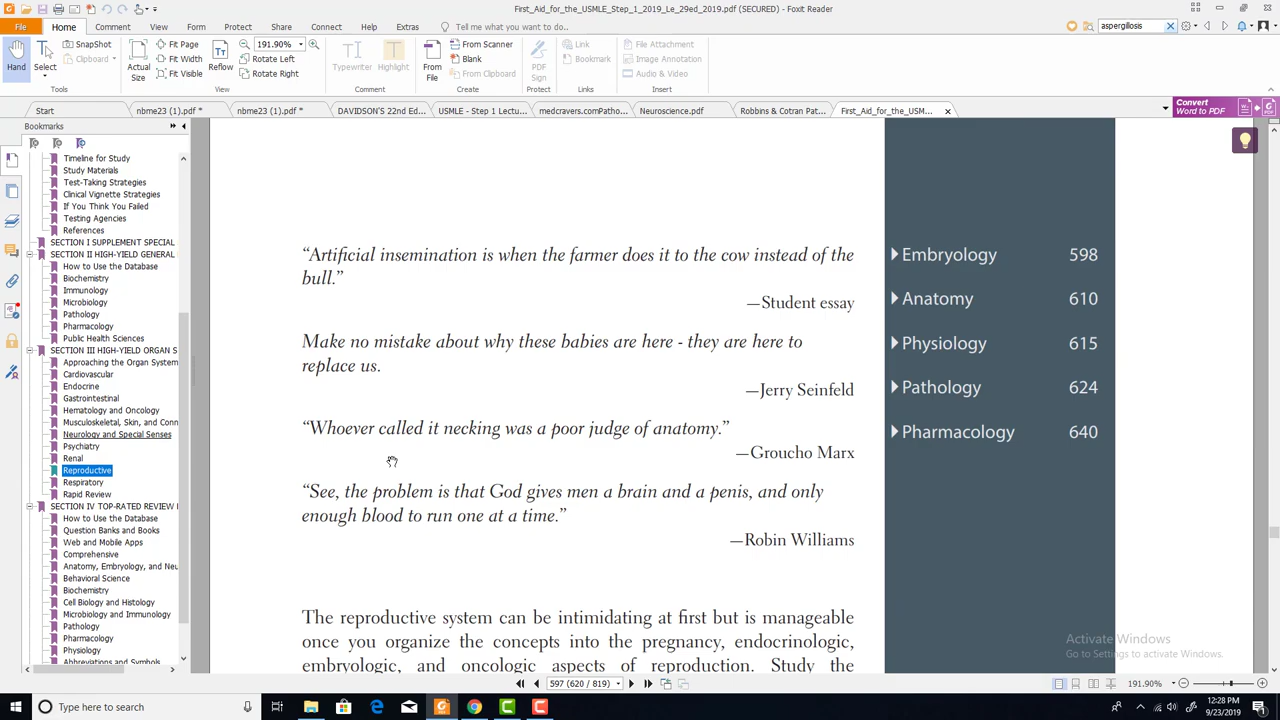 First_Aid_for_the_USMLE_Step_1_2019_Le_29ed_2019.pdf (SECURED) - Foxit Reader
File Home Comment View Form Protect Share Connect Help Extras Tell me what you want to do... aspergillosis
Hand
Select
SnapShot
Clipboard
Actual Size
Fit Page
Fit Width
Fit Visible
Reflow
191.90%
Rotate Left
Rotate Right
Typewriter
Highlight
From File
From Scanner
Blank
From Clipboard
PDF Sign
Link
Bookmark
File Attachment
Image Annotation
Audio & Video
Tools View Comment Create Protect Links Insert
Start nbme23 (1).pdf * nbme23 (1).pdf * DAVIDSON'S 22nd Ed... USMLE - Step 1 Lectu... medcravers.comPatho... Neuroscience.pdf Robbins & Cotran Pat... First_Aid_for_the_USM...
Convert
Word to PDF
Bookmarks
Timeline for Study
Study Materials
Test-Taking Strategies
Clinical Vignette Strategies
If You Think You Failed
Testing Agencies
References
SECTION I SUPPLEMENT SPECIAL
SECTION II HIGH-YIELD GENERAL
How to Use the Database
Biochemistry
Immunology
Microbiology
Pathology
Pharmacology
Public Health Sciences
SECTION III HIGH-YIELD ORGAN S
Approaching the Organ System
Cardiovascular
Endocrine
Gastrointestinal
Hematology and Oncology
Musculoskeletal, Skin, and Conn
Neurology and Special Senses
Psychiatry
Renal
Reproductive
Respiratory
Rapid Review
SECTION IV TOP-RATED REVIEW
How to Use the Database
Question Banks and Books
Web and Mobile Apps
Comprehensive
Anatomy, Embryology, and Neu
Behavioral Science
Biochemistry
Cell Biology and Histology
Microbiology and Immunology
Pathology
Pharmacology
Physiology
Abbreviations and Symbols
“Artificial insemination is when the farmer does it to the cow instead of the
bull.”
—Student essay
Make no mistake about why these babies are here - they are here to
replace us.
—Jerry Seinfeld
“Whoever called it necking was a poor judge of anatomy.”
—Groucho Marx
“See, the problem is that God gives men a brain and a penis, and only
enough blood to run one at a time.”
—Robin Williams
The reproductive system can be intimidating at first but is manageable
once you organize the concepts into the pregnancy, endocrinologic,
embryologic, and oncologic aspects of reproduction. Study the
Embryology 598
Anatomy 610
Physiology 615
Pathology 624
Pharmacology 640
Activate Windows
Go to Settings to activate Windows.
597 (620 / 819) 191.90%
Type here to search
12:28 PM
9/23/2019